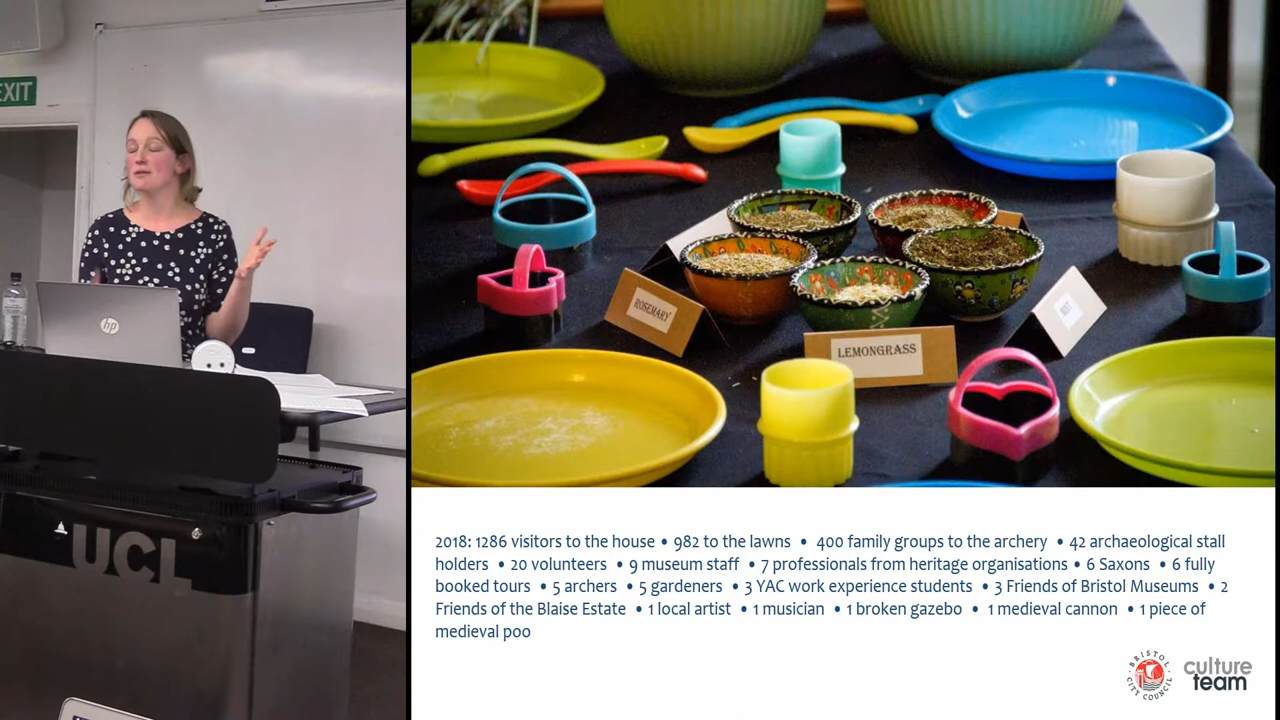 EXIT
hp
UCL
ROSEMARY
LEMONGRASS
2018: 1286 visitors to the house • 982 to the lawns • 400 family groups to the archery • 42 archaeological stall
holders • 20 volunteers • 9 museum staff • 7 professionals from heritage organisations • 6 Saxons • 6 fully
booked tours • 5 archers • 5 gardeners • 3 YAC work experience students • 3 Friends of Bristol Museums • 2
Friends of the Blaise Estate • 1 local artist • 1 musician • 1 broken gazebo • 1 medieval cannon • 1 piece of
medieval poo
BRISTOL
CITY COUNCIL
culture
team